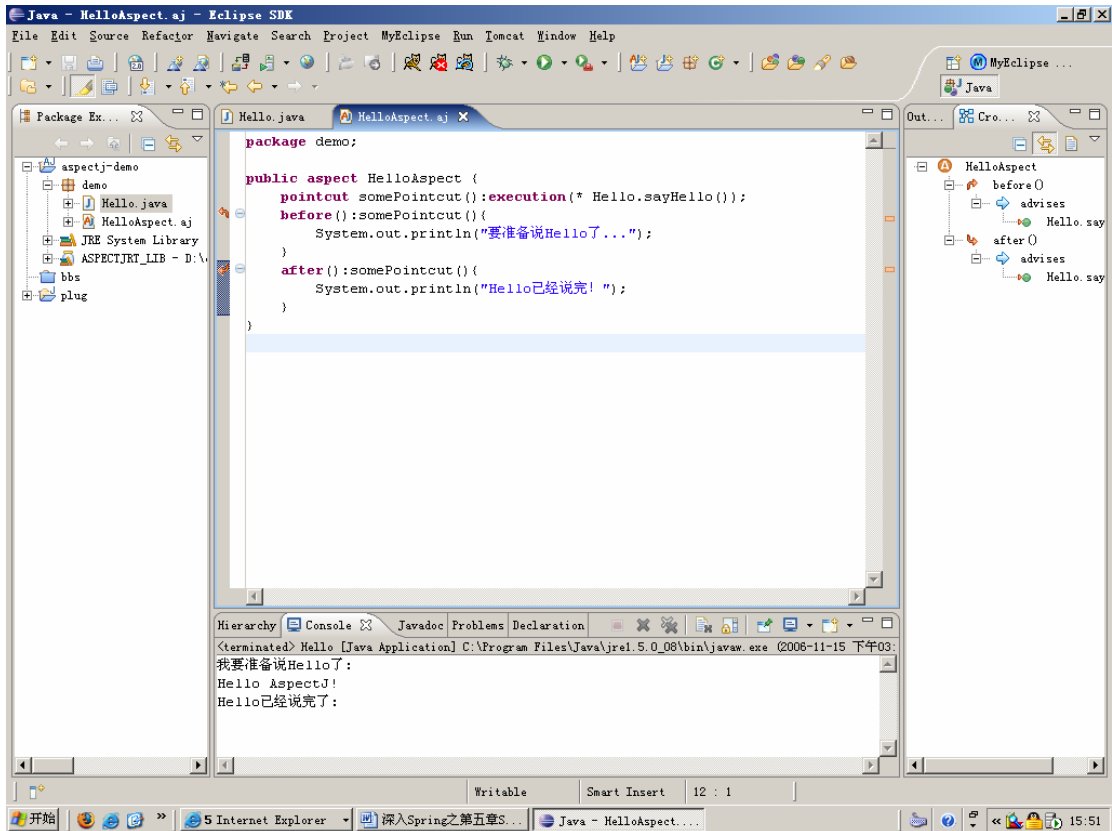 Java - HelloAspect.aj - Eclipse SDK
File Edit Source Refactor Navigate Search Project MyEclipse Run Tomcat Window Help
MyEclipse ...
Java
Package Ex...
aspectj-demo
demo
Hello.java
HelloAspect.aj
JRE System Library
ASPECTJRT_LIB - D:\
bbs
plug
Hello.java HelloAspect.aj
package demo;
public aspect HelloAspect {
pointcut somePointcut():execution(* Hello.sayHello());
before():somePointcut(){
System.out.println("要准备说Hello了...");
}
after():somePointcut(){
System.out.println("Hello已经说完! ");
}
}
Out... Cro...
HelloAspect
before()
advises
Hello.say
after()
advises
Hello.say
Hierarchy Console Javadoc Problems Declaration
<terminated> Hello [Java Application] C:\Program Files\Java\jre1.5.0_08\bin\javaw.exe (2006-11-15 下午03:
我要准备说Hello了:
Hello AspectJ!
Hello已经说完了:
Writable Smart Insert 12 : 1
开始 » 5 Internet Explorer 深入Spring之第五章S... Java - HelloAspect.... « 15:51